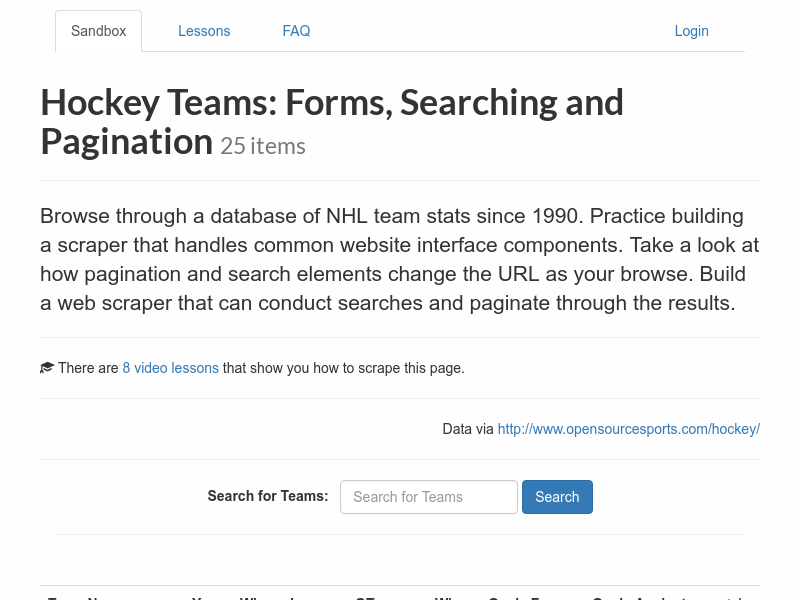 Sandbox Lessons FAQ Login
Hockey Teams: Forms, Searching and
Pagination 25 items
Browse through a database of NHL team stats since 1990. Practice building
a scraper that handles common website interface components. Take a look at
how pagination and search elements change the URL as your browse. Build
a web scraper that can conduct searches and paginate through the results.
There are 8 video lessons that show you how to scrape this page.
Data via http://www.opensourcesports.com/hockey/
Search for Teams: Search for Teams Search